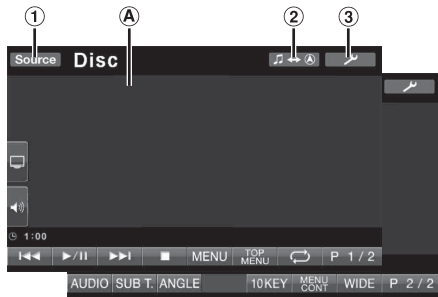 1 A 2 3
Source Disc
1:00
MENU TOP MENU P 1/2
AUDIO SUB T. ANGLE 10KEY MENU CONT WIDE P 2/2